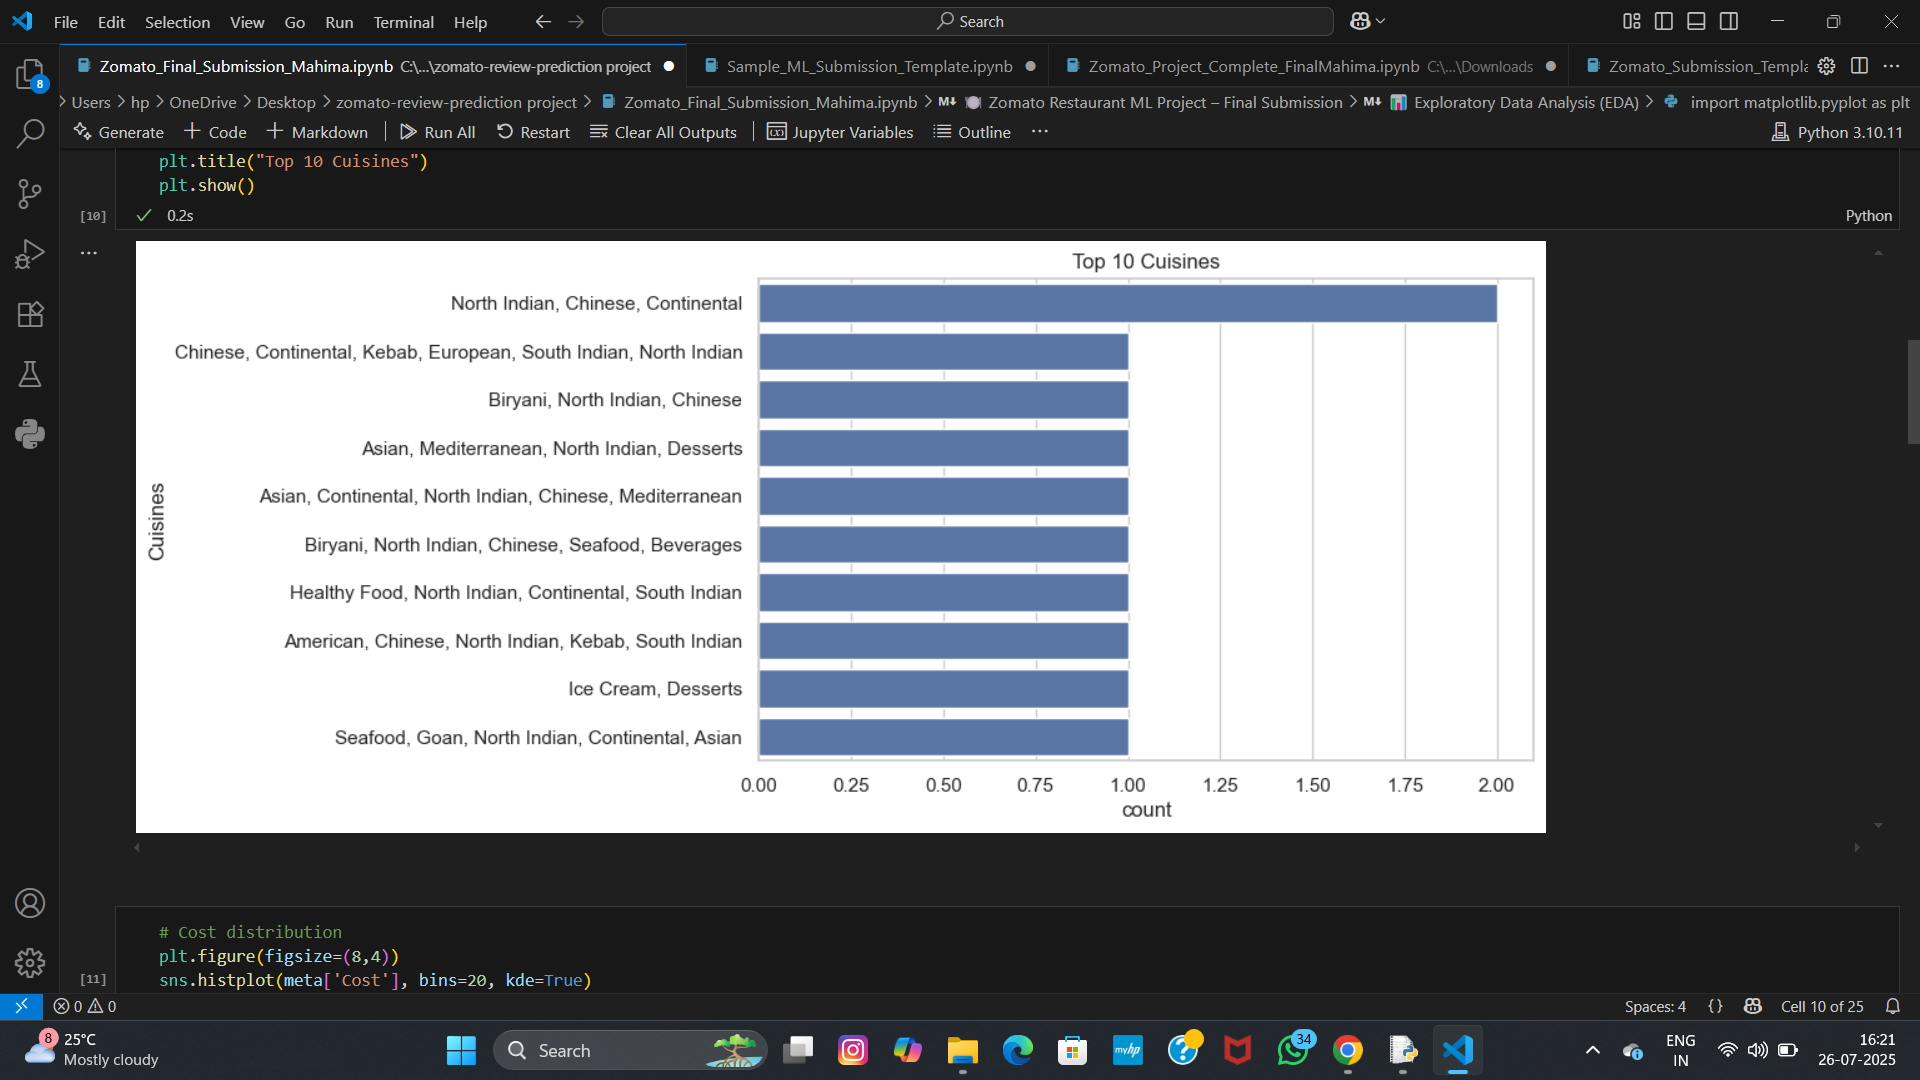 File Edit Selection View Go Run Terminal Help
Search
8
Zomato_Final_Submission_Mahima.ipynb C:\...\zomato-review-prediction project
Sample_ML_Submission_Template.ipynb
Zomato_Project_Complete_FinalMahima.ipynb C:\...\Downloads
Zomato_Submission_Templa
Users > hp > OneDrive > Desktop > zomato-review-prediction project > Zomato_Final_Submission_Mahima.ipynb > M↓ Zomato Restaurant ML Project – Final Submission > M↓ Exploratory Data Analysis (EDA) > import matplotlib.pyplot as plt
Generate + Code + Markdown Run All Restart Clear All Outputs Jupyter Variables Outline ... Python 3.10.11
plt.title("Top 10 Cuisines")
plt.show()
[10] 0.2s Python
...
Top 10 Cuisines
North Indian, Chinese, Continental
Chinese, Continental, Kebab, European, South Indian, North Indian
Biryani, North Indian, Chinese
Asian, Mediterranean, North Indian, Desserts
Asian, Continental, North Indian, Chinese, Mediterranean
Biryani, North Indian, Chinese, Seafood, Beverages
Healthy Food, North Indian, Continental, South Indian
American, Chinese, North Indian, Kebab, South Indian
Ice Cream, Desserts
Seafood, Goan, North Indian, Continental, Asian
Cuisines
0.00 0.25 0.50 0.75 1.00 1.25 1.50 1.75 2.00
count
# Cost distribution
plt.figure(figsize=(8,4))
[11] sns.histplot(meta['Cost'], bins=20, kde=True)
0 0 Spaces: 4 {} Cell 10 of 25
8 25°C
Mostly cloudy
Search
myhp
34
ENG
IN
16:21
26-07-2025